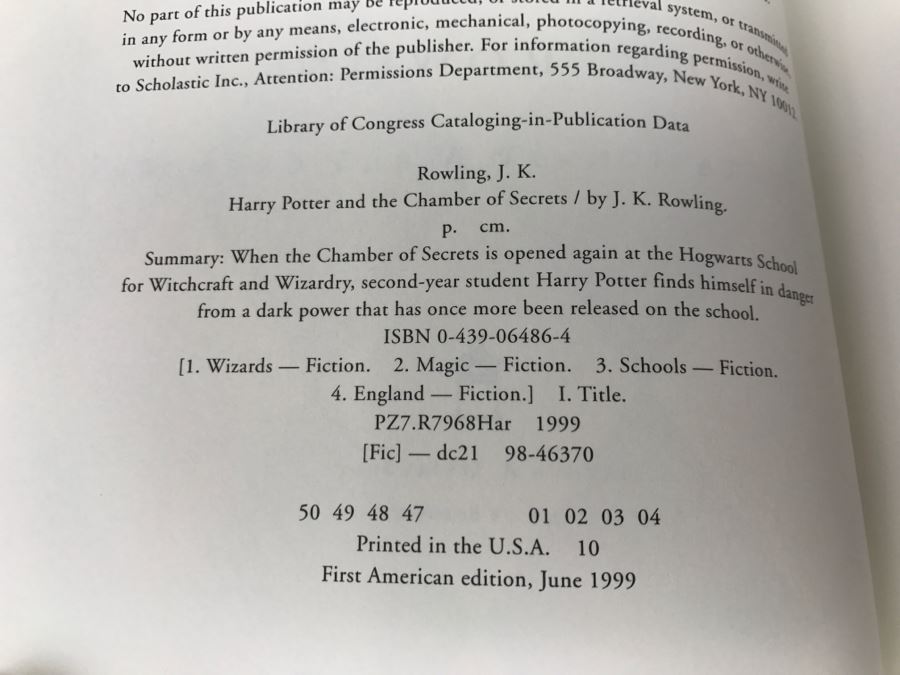 No part of this publication may be reproduced, or stored in a retrieval system, or transmitted
in any form or by any means, electronic, mechanical, photocopying, recording, or otherwise,
without written permission of the publisher. For information regarding permission, write
to Scholastic Inc., Attention: Permissions Department, 555 Broadway, New York, NY 10012.
Library of Congress Cataloging-in-Publication Data
Rowling, J. K.
Harry Potter and the Chamber of Secrets / by J. K. Rowling.
p. cm.
Summary: When the Chamber of Secrets is opened again at the Hogwarts School
for Witchcraft and Wizardry, second-year student Harry Potter finds himself in danger
from a dark power that has once more been released on the school.
ISBN 0-439-06486-4
[1. Wizards — Fiction. 2. Magic — Fiction. 3. Schools — Fiction.
4. England — Fiction.] I. Title.
PZ7.R7968Har 1999
[Fic] — dc21 98-46370
50 49 48 47 01 02 03 04
Printed in the U.S.A. 10
First American edition, June 1999